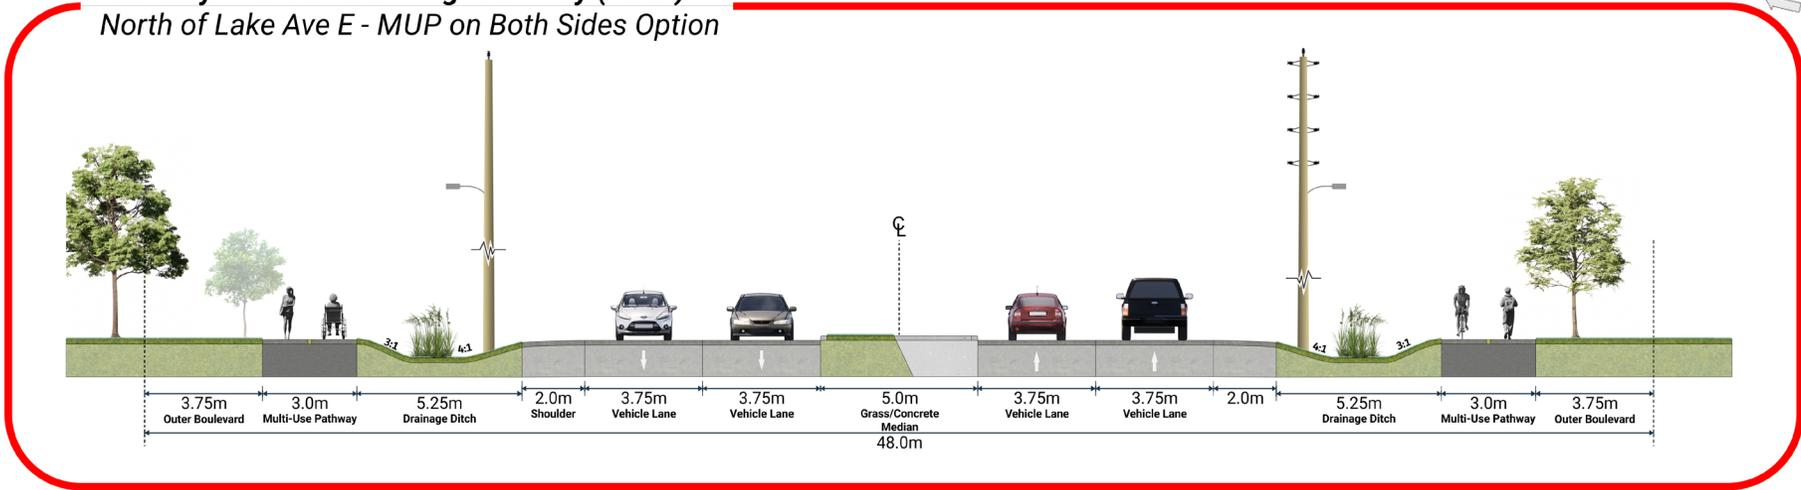 North of Lake Ave E - MUP on Both Sides Option
℄
3:1
4:1
4:1
3:1
3.75m
Outer Boulevard
3.0m
Multi-Use Pathway
5.25m
Drainage Ditch
2.0m
Shoulder
3.75m
Vehicle Lane
3.75m
Vehicle Lane
5.0m
Grass/Concrete
Median
3.75m
Vehicle Lane
3.75m
Vehicle Lane
2.0m
5.25m
Drainage Ditch
3.0m
Multi-Use Pathway
3.75m
Outer Boulevard
48.0m